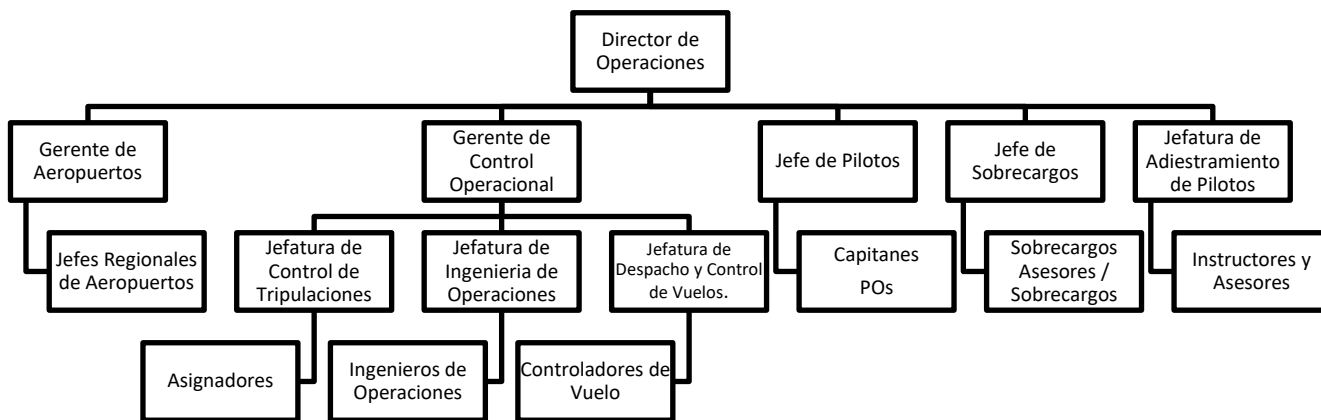 Director de
Operaciones
Gerente de
Aeropuertos
Gerente de
Control
Operacional
Jefe de Pilotos
Jefe de
Sobrecargos
Jefatura de
Adiestramiento
de Pilotos
Jefes Regionales
de Aeropuertos
Jefatura de
Control de
Tripulaciones
Jefatura de
Ingenieria de
Operaciones
Jefatura de
Despacho y Control
de Vuelos.
Capitanes
POs
Sobrecargos
Asesores /
Sobrecargos
Instructores y
Asesores
Asignadores
Ingenieros de
Operaciones
Controladores de
Vuelo